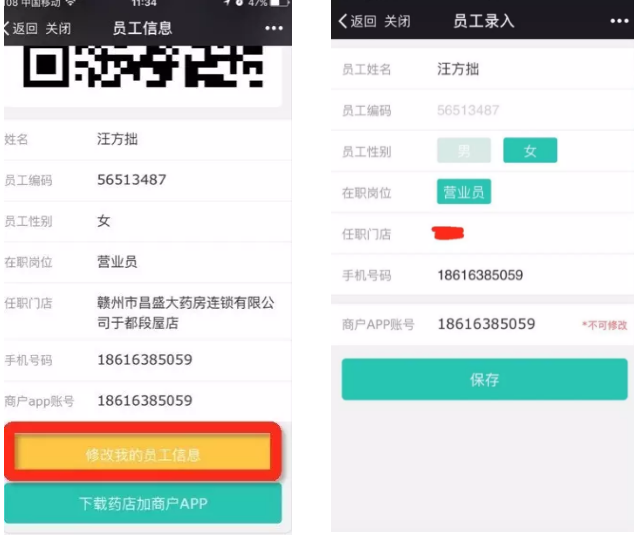 08 中国移动
11:34
47%
返回 关闭
员工信息
姓名
汪方拙
员工编码
56513487
员工性别
女
在职岗位
营业员
任职门店
赣州市昌盛大药房连锁有限公
司于都段屋店
手机号码
18616385059
商户app账号
18616385059
修改我的员工信息
下载药店加商户APP
返回 关闭
员工录入
员工姓名
汪方拙
员工编码
56513487
员工性别
男
女
在职岗位
营业员
任职门店
手机号码
18616385059
商户APP账号
18616385059
*不可修改
保存